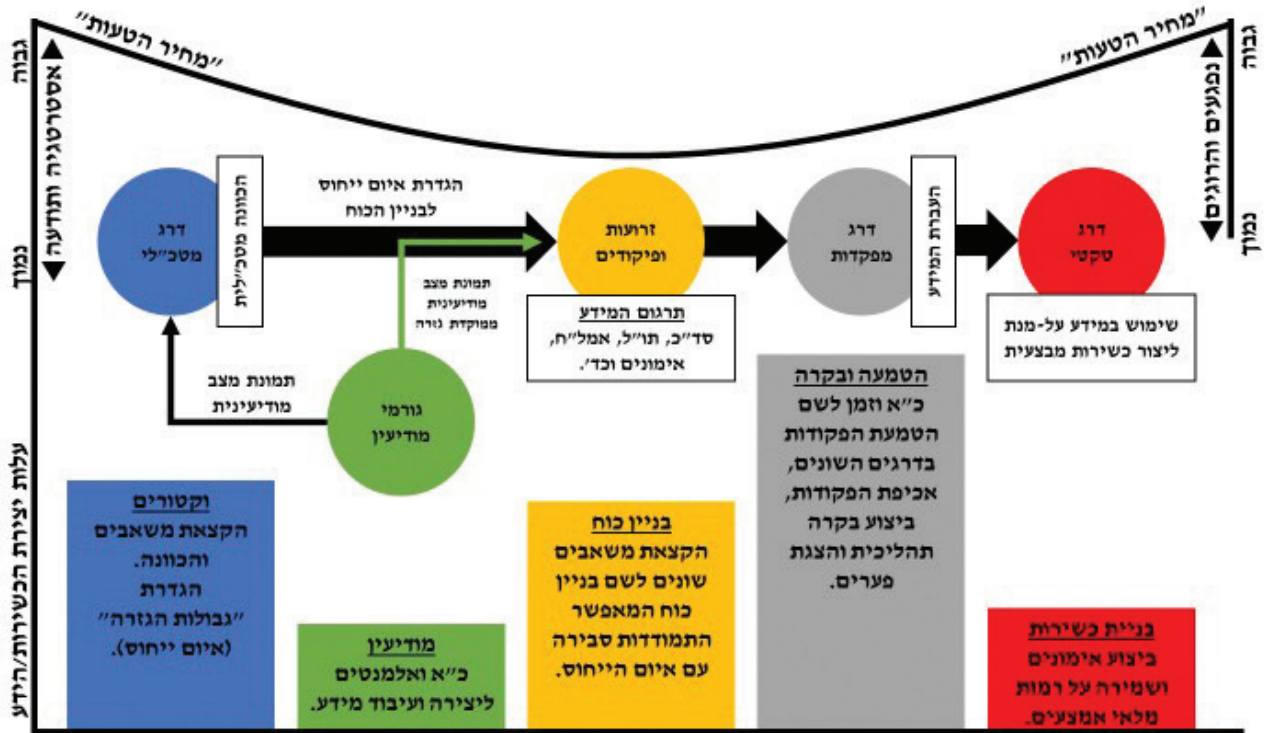 "מחיר הטעות"
"מחיר הטעות"
גבוה
אסטרטגיה ותודעה
נמוך
גבוה
נפגעים והרוגים
נמוך
דרג
מטכ"לי
הכוונה מטכ"לית
הגדרת איום ייחוס
לבניין הכוח
זרועות
ופיקודים
דרג
מפקדות
העברת המידע
דרג
טקטי
תמונת מצב
מודיעינית
ממוקדת גזרה
תרגום המידע
סד"כ, תו"ל, אמל"ח,
אימונים וכד'.
שימוש במידע על-מנת
ליצור כשירות מבצעית
תמונת מצב
מודיעינית
גורמי
מודיעין
עלות יצירת הכשירות/הידע
וקטורים
הקצאת משאבים
והכוונה.
הגדרת
"גבולות הגזרה"
(איום ייחוס).
מודיעין
כ"א ואלמנטים
ליצירה ועיבוד מידע.
בניין כוח
הקצאת משאבים
שונים לשם בניין
כוח המאפשר
התמודדות סבירה
עם איום הייחוס.
הטמעה ובקרה
כ"א וזמן לשם
הטמעת הפקודות
בדרגים השונים,
אכיפת הפקודות,
ביצוע בקרה
תהליכית והצגת
פערים.
בניית כשירות
ביצוע אימונים
ושמירה על רמות
מלאי אמצעים.